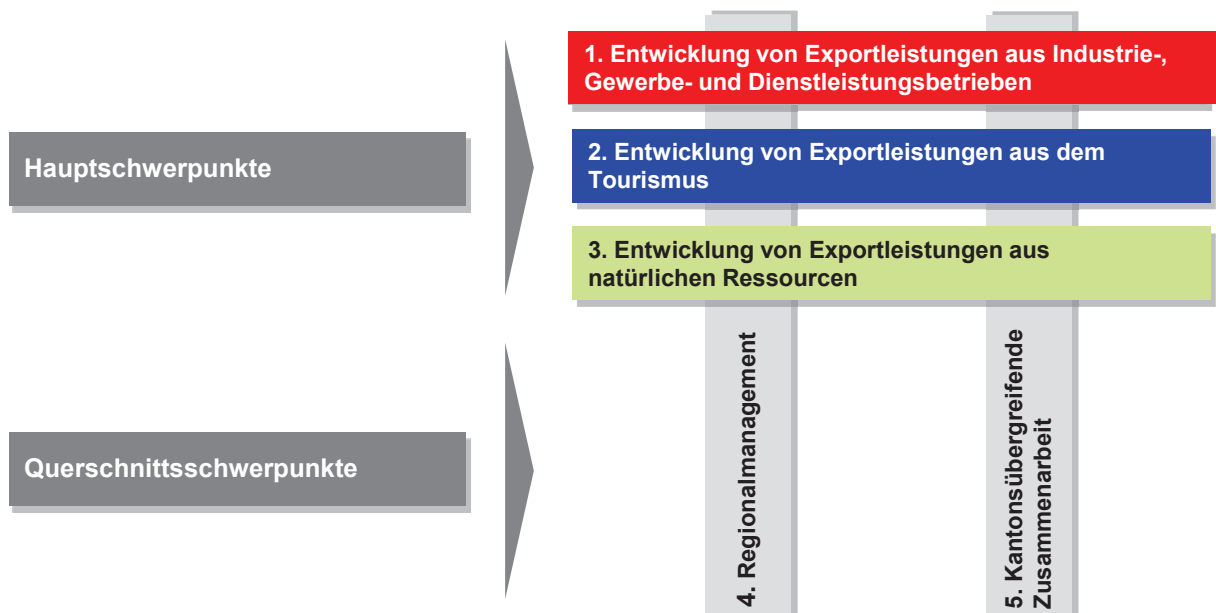 Hauptschwerpunkte
1. Entwicklung von Exportleistungen aus Industrie-,
Gewerbe- und Dienstleistungsbetrieben
2. Entwicklung von Exportleistungen aus dem
Tourismus
3. Entwicklung von Exportleistungen aus
natürlichen Ressourcen
Querschnittsschwerpunkte
4. Regionalmanagement
5. Kantonsübergreifende
Zusammenarbeit